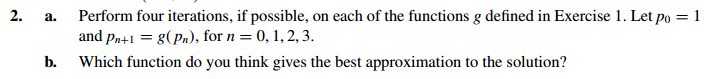 2. a. Perform four iterations, if possible, on each of the functions g defined in Exercise 1. Let p₀ = 1
and pₙ₊₁ = g(pₙ), for n = 0, 1, 2, 3.
b. Which function do you think gives the best approximation to the solution?